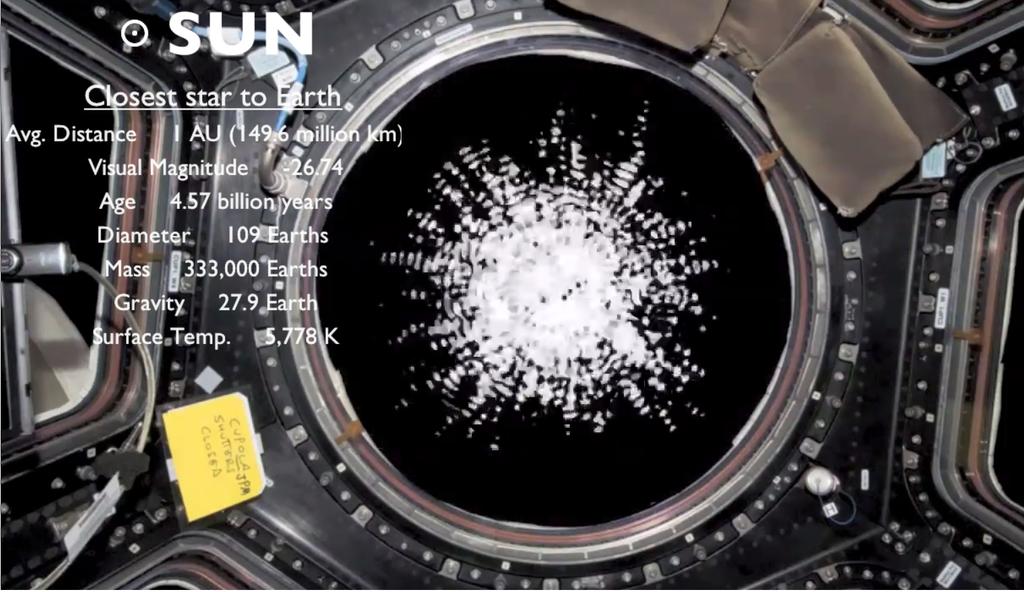 ☉ SUN
Closest star to Earth
Avg. Distance 1 AU (149.6 million km)
Visual Magnitude -26.74
Age 4.57 billion years
Diameter 109 Earths
Mass 333,000 Earths
Gravity 27.9 Earth
Surface Temp. 5,778 K
CUPOLA JPM
SHUTTERS
CLOSED